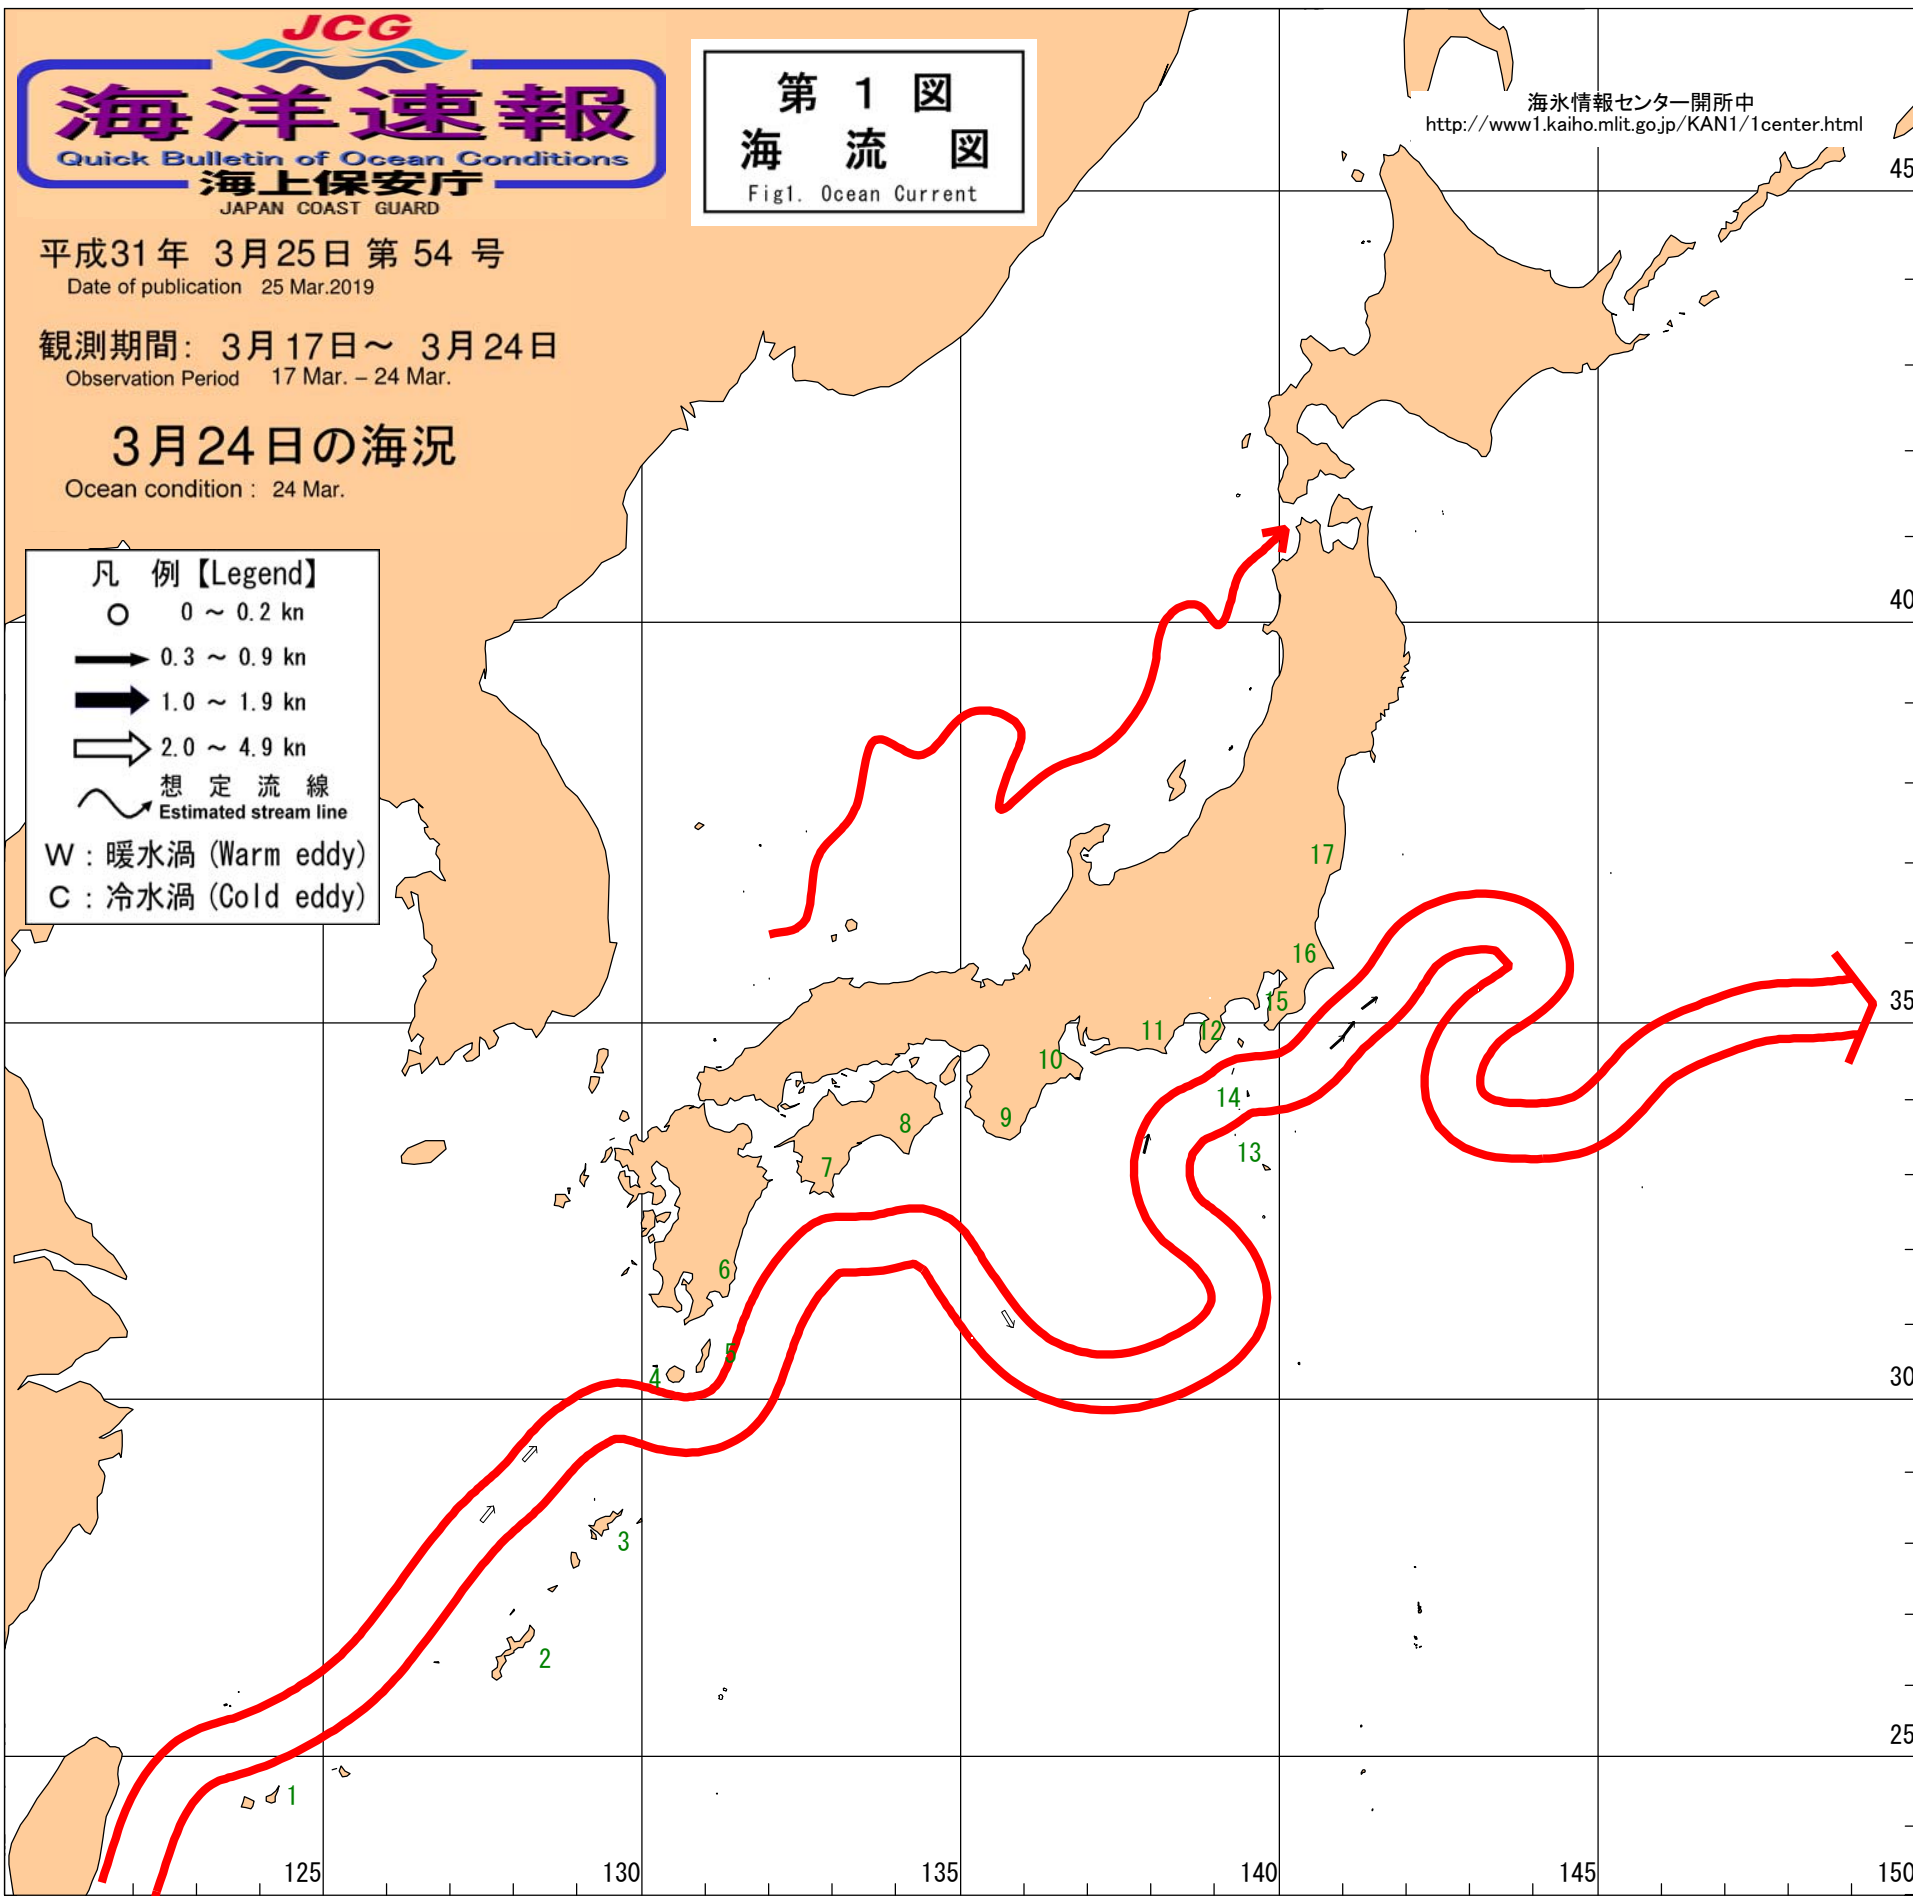 JCG
海洋速報
Quick Bulletin of Ocean Conditions
海上保安庁
JAPAN COAST GUARD
第 1 図
海 流 図
Fig1. Ocean Current
海氷情報センター開所中
http://www1.kaiho.mlit.go.jp/KAN1/1center.html
平成31年 3月25日 第 54 号
Date of publication 25 Mar.2019
観測期間: 3月17日～ 3月24日
Observation Period 17 Mar. – 24 Mar.
3月24日の海況
Ocean condition : 24 Mar.
凡 例【Legend】
0 ～ 0.2 kn
0.3 ～ 0.9 kn
1.0 ～ 1.9 kn
2.0 ～ 4.9 kn
想 定 流 線
Estimated stream line
W : 暖水渦 (Warm eddy)
C : 冷水渦 (Cold eddy)
45
40
17
16
35
15
11
12
10
14
9
8
13
7
6
5
4
30
3
2
25
1
125
130
135
140
145
150